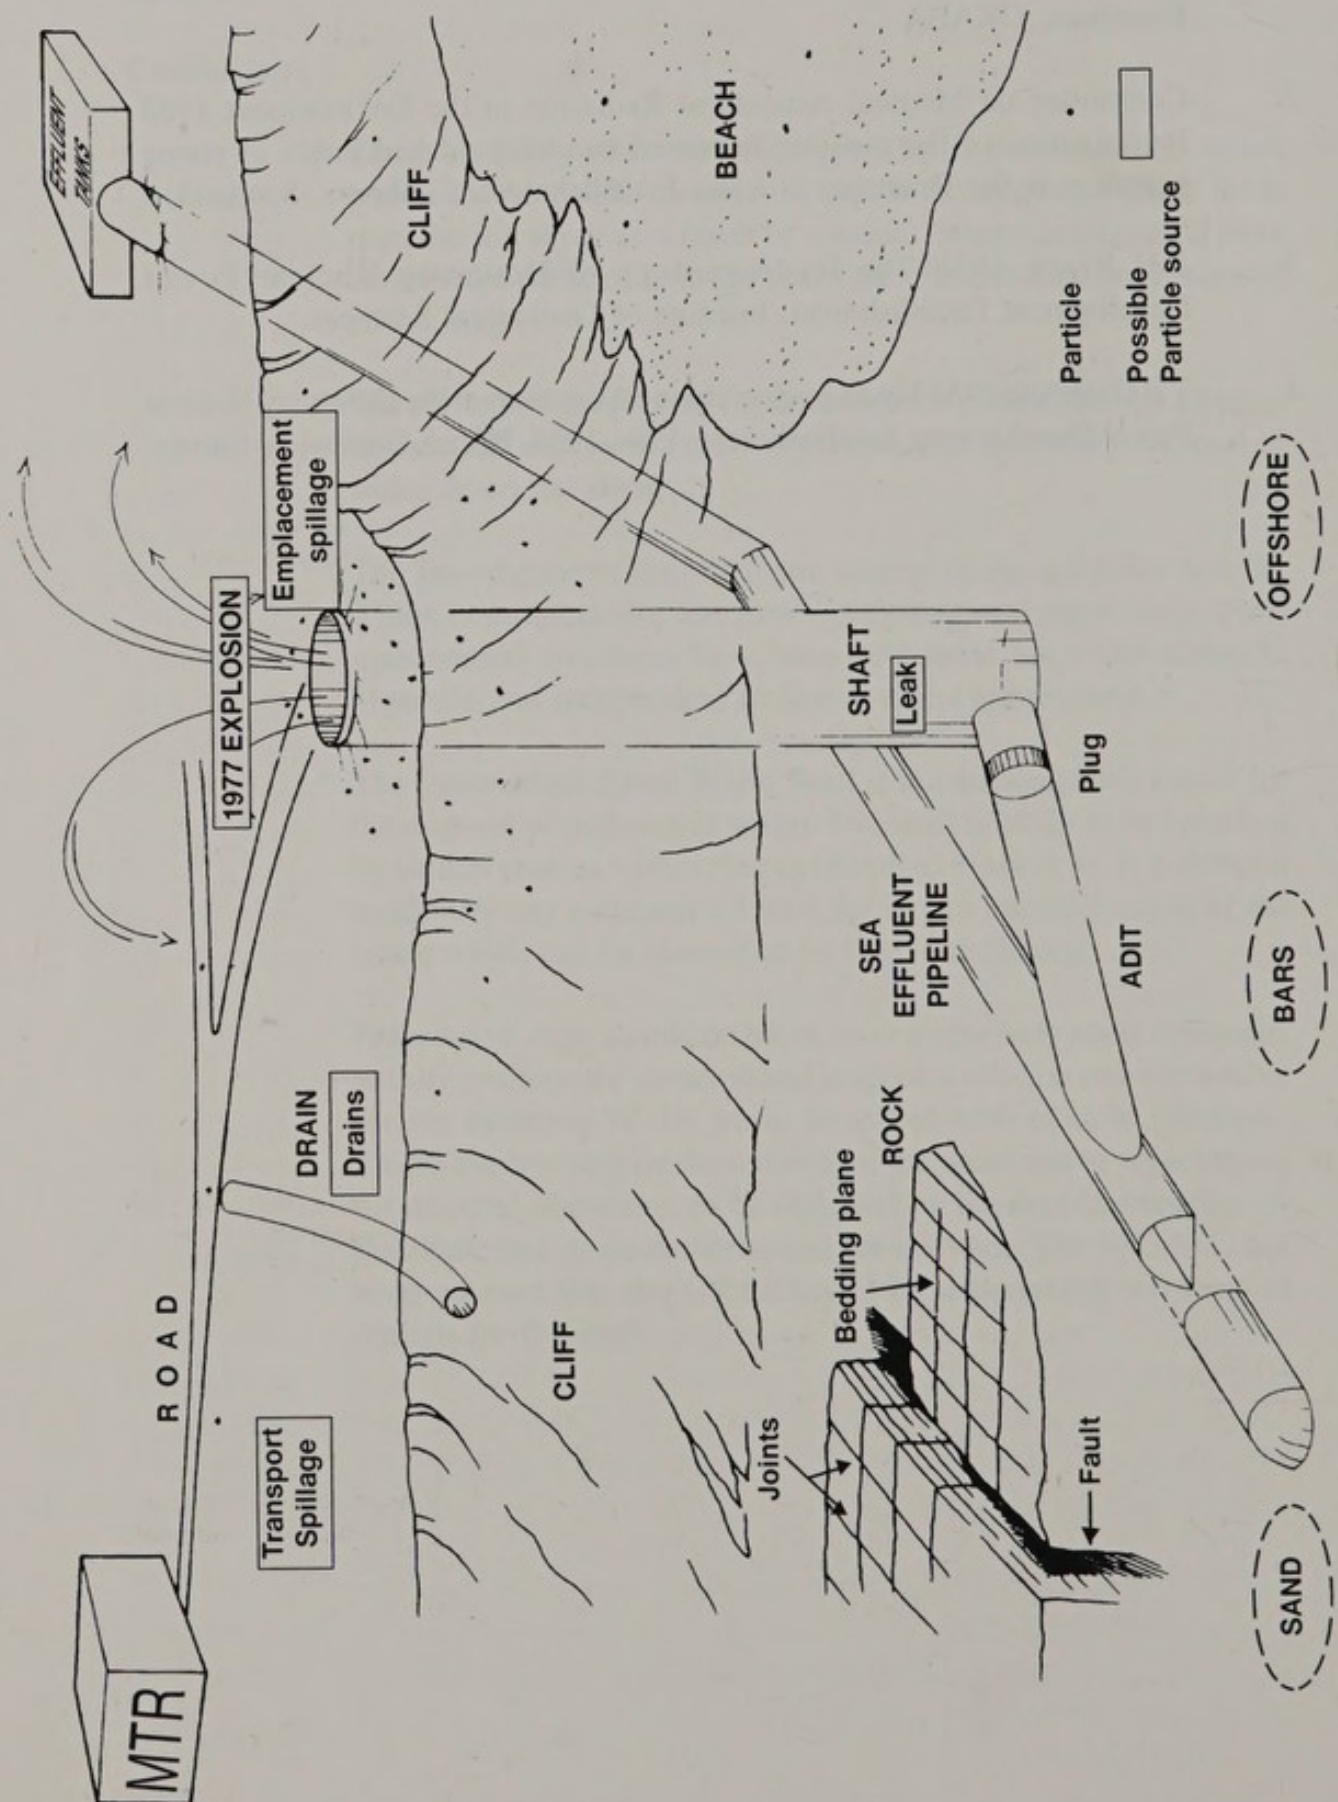 MTR
ROAD
Transport
Spillage
DRAIN
Drains
1977 EXPLOSION
Emplacement
spillage
EFFLUENT
TANKS
CLIFF
CLIFF
BEACH
SHAFT
Leak
SEA
EFFLUENT
PIPELINE
Plug
ADIT
ROCK
Bedding plane
Joints
Fault
SAND
BARS
OFFSHORE
Particle
Possible
Particle source